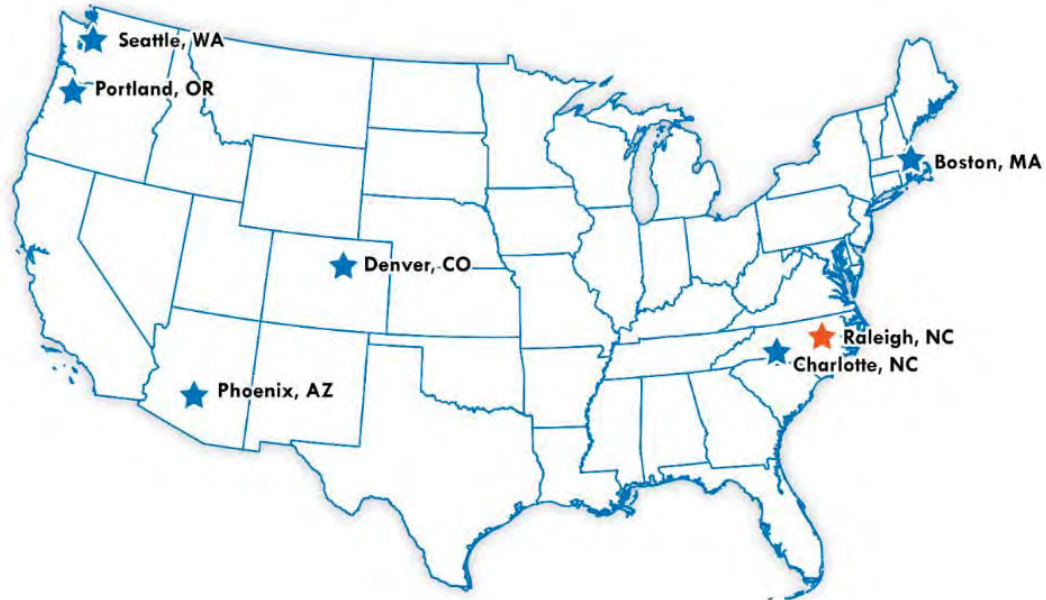 Seattle, WA
Portland, OR
Boston, MA
Denver, CO
Raleigh, NC
Charlotte, NC
Phoenix, AZ